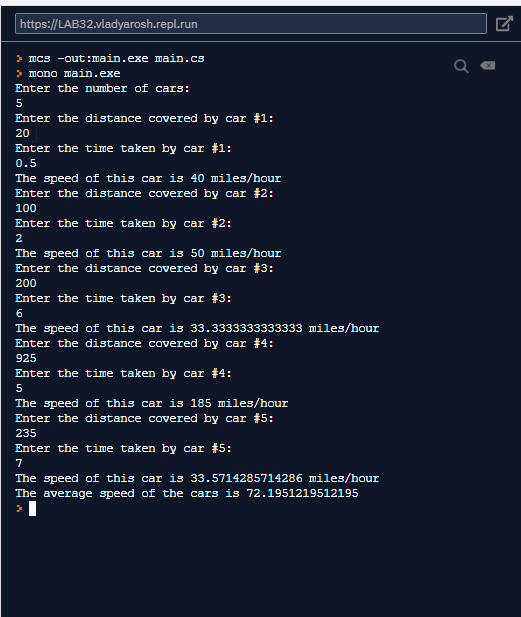 https://LAB32.vladyarosh.repl.run
> mcs -out:main.exe main.cs
> mono main.exe
Enter the number of cars:
5
Enter the distance covered by car #1:
20
Enter the time taken by car #1:
0.5
The speed of this car is 40 miles/hour
Enter the distance covered by car #2:
100
Enter the time taken by car #2:
2
The speed of this car is 50 miles/hour
Enter the distance covered by car #3:
200
Enter the time taken by car #3:
6
The speed of this car is 33.3333333333333 miles/hour
Enter the distance covered by car #4:
925
Enter the time taken by car #4:
5
The speed of this car is 185 miles/hour
Enter the distance covered by car #5:
235
Enter the time taken by car #5:
7
The speed of this car is 33.5714285714286 miles/hour
The average speed of the cars is 72.1951219512195
>